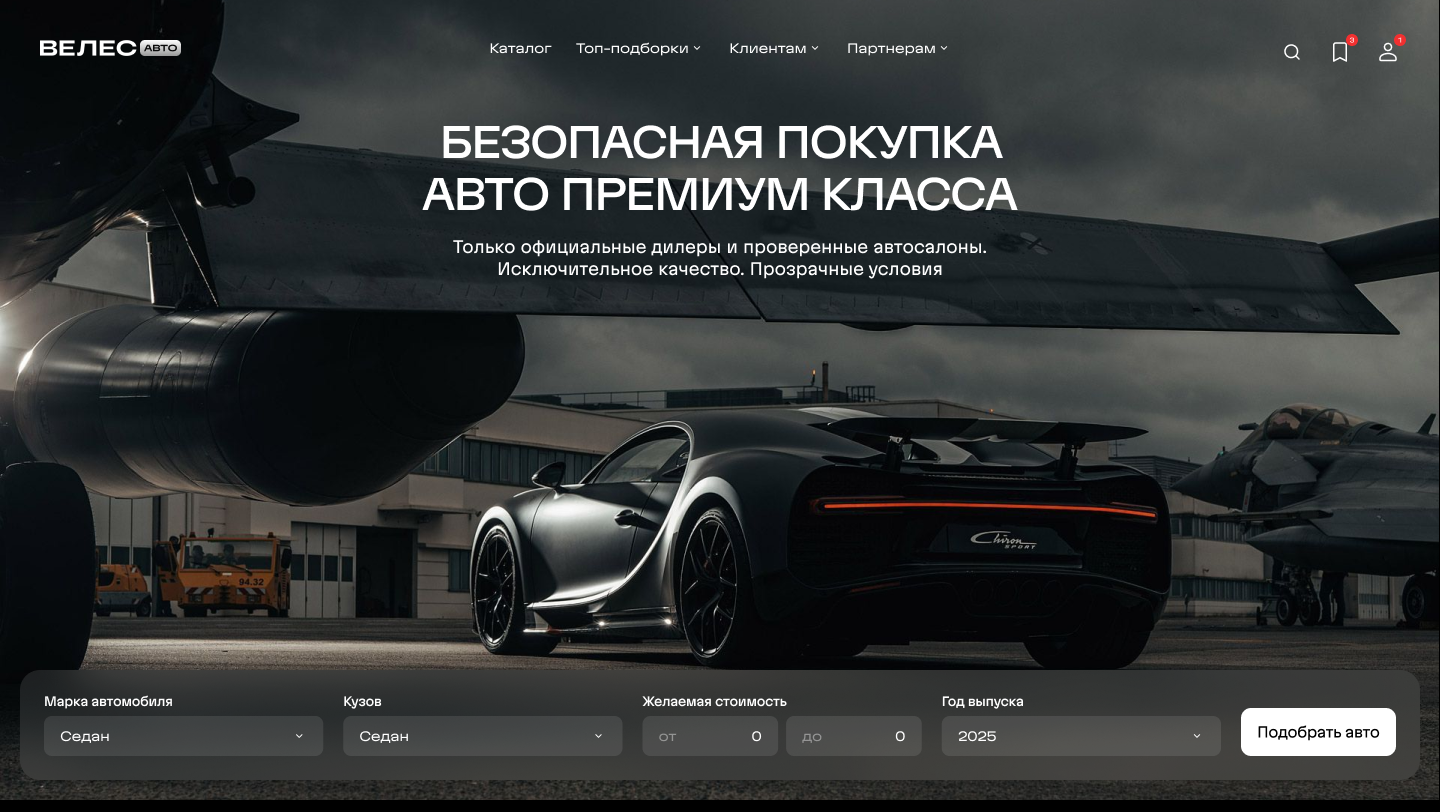 ВЕЛЕС АВТО
Каталог Топ-подборки Клиентам Партнерам
3
1
БЕЗОПАСНАЯ ПОКУПКА
АВТО ПРЕМИУМ КЛАССА
Только официальные дилеры и проверенные автосалоны.
Исключительное качество. Прозрачные условия
94.32
Chiron
SPORT
Марка автомобиля Кузов Желаемая стоимость Год выпуска
Седан Седан от 0 до 0 2025 Подобрать авто